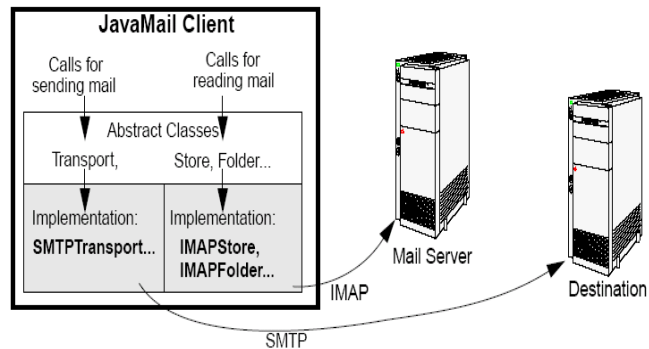 JavaMail Client
Calls for
sending mail
Calls for
reading mail
Abstract Classes
Transport,
Store, Folder...
Implementation:
SMTPTransport...
Implementation:
IMAPStore,
IMAPFolder...
Mail Server
Destination
IMAP
SMTP